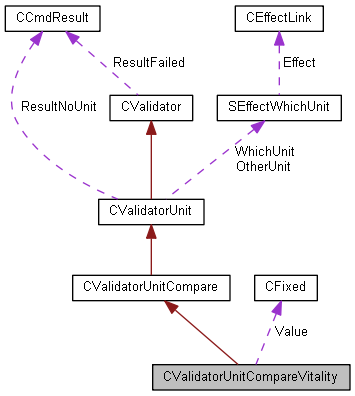 CCmdResult
CEffectLink
ResultFailed
Effect
ResultNoUnit
CValidator
SEffectWhichUnit
WhichUnit
OtherUnit
CValidatorUnit
CValidatorUnitCompare
CFixed
Value
CValidatorUnitCompareVitality